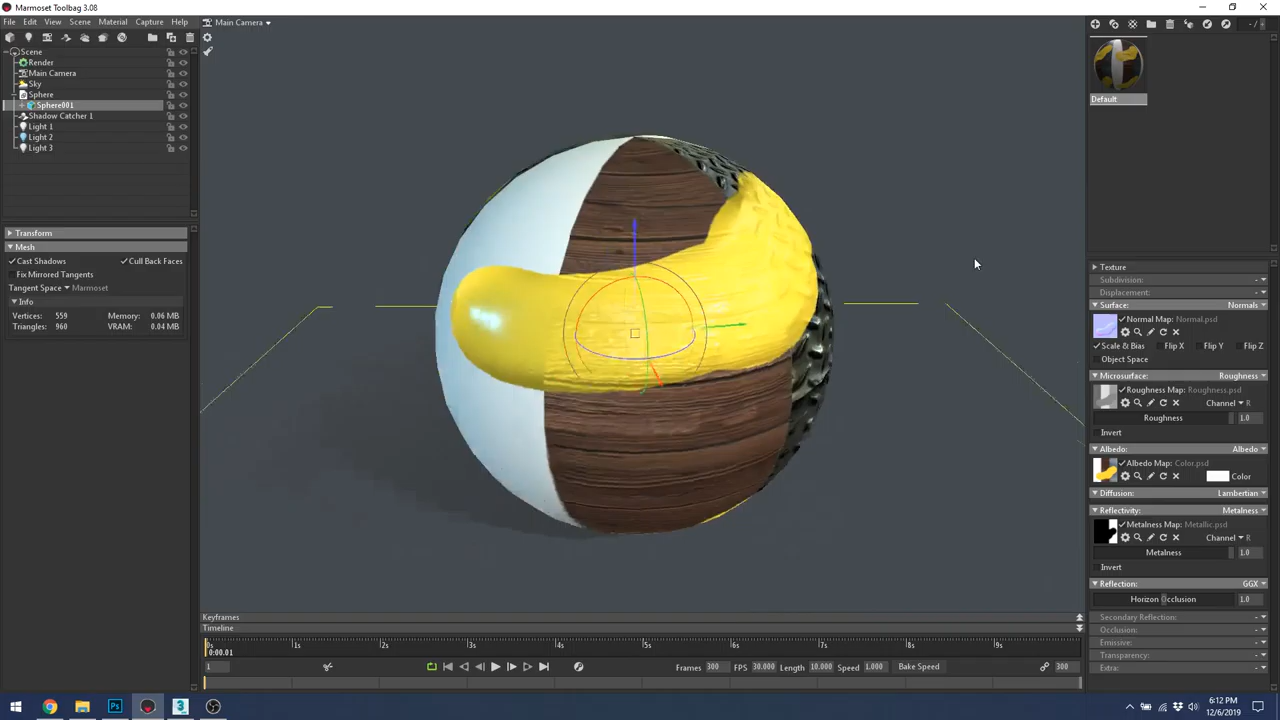 Marmoset Toolbag 3.08
File Edit View Scene Material Capture Help
Main Camera
Scene
Render
Main Camera
Sky
Sphere
Sphere001
Shadow Catcher 1
Light 1
Light 2
Light 3
Transform
Mesh
Cast Shadows Cull Back Faces
Fix Mirrored Tangents
Tangent Space Marmoset
Info
Vertices: 559 Memory: 0.06 MB
Triangles: 960 VRAM: 0.04 MB
Default
Texture
Subdivision: -
Displacement: -
Surface: Normals
Normal Map: Normal.psd
Scale & Bias Flip X Flip Y Flip Z
Object Space
Microsurface: Roughness
Roughness Map: Roughness.psd
Channel R
Roughness 1.0
Invert
Albedo: Albedo
Albedo Map: Color.psd
Color
Diffusion: Lambertian
Reflectivity: Metalness
Metalness Map: Metallic.psd
Channel R
Metalness 1.0
Invert
Reflection: GGX
Horizon Occlusion 1.0
Secondary Reflection: -
Occlusion: -
Emissive: -
Transparency: -
Extra: -
Keyframes
Timeline
0s 1s 2s 3s 4s 5s 6s 7s 8s 9s
0:00.01
1 Frames 300 FPS 30.000 Length 10.000 Speed 1.000 Bake Speed 300
Ps 3
6:12 PM
12/6/2019